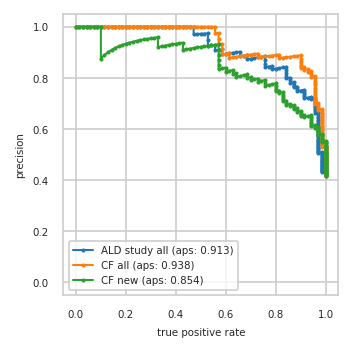 1.0
0.8
0.6
0.4
0.2
0.0
precision
ALD study all (aps: 0.913)
CF all (aps: 0.938)
CF new (aps: 0.854)
0.0 0.2 0.4 0.6 0.8 1.0
true positive rate